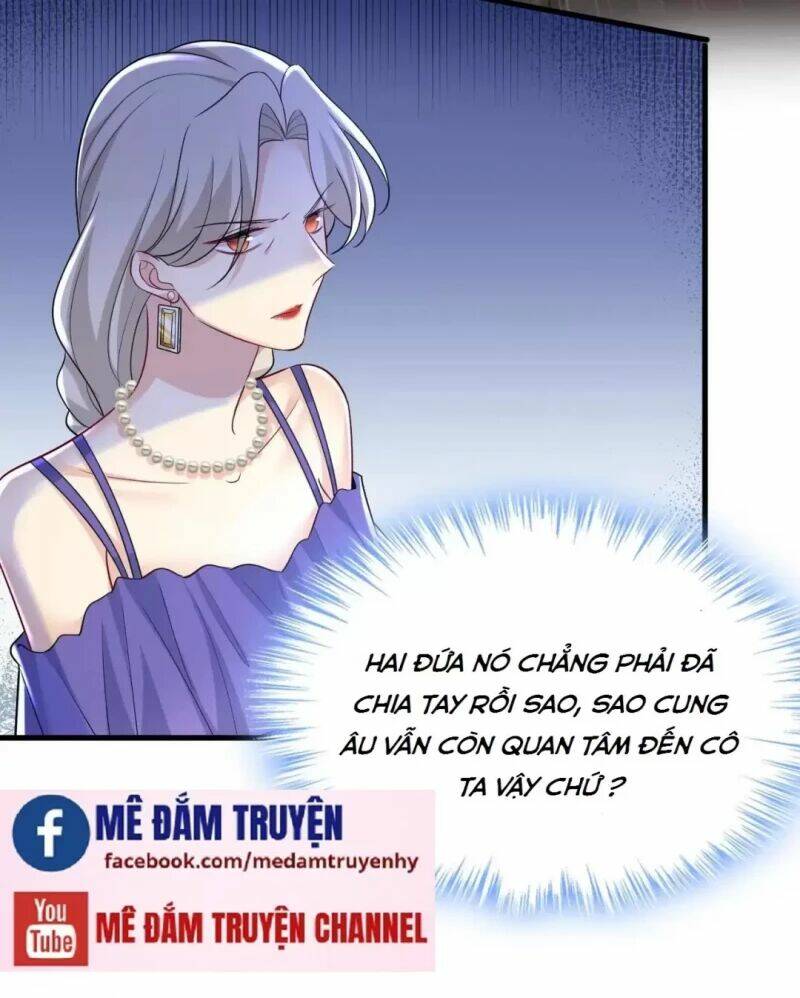 HAI ĐỨA NÓ CHẲNG PHẢI ĐÃ
CHIA TAY RỒI SAO, SAO CUNG
ÂU VẪN CÒN QUAN TÂM ĐẾN CÔ
TA VẬY CHỨ ?
f MÊ ĐẮM TRUYỆN
facebook.com/medamtruyenhy
You
Tube
MÊ ĐẮM TRUYỆN CHANNEL